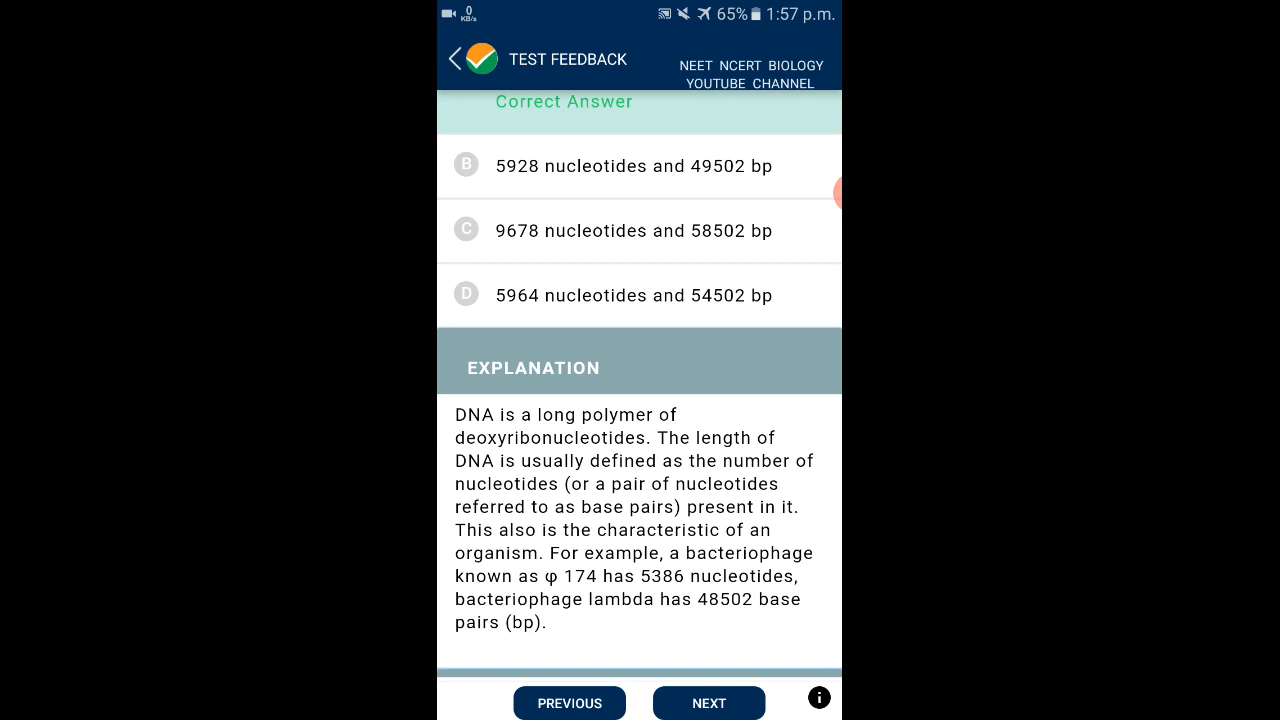 0
KB/s
65% 1:57 p.m.
TEST FEEDBACK
NEET NCERT BIOLOGY
YOUTUBE CHANNEL
Correct Answer
B 5928 nucleotides and 49502 bp
C 9678 nucleotides and 58502 bp
D 5964 nucleotides and 54502 bp
EXPLANATION
DNA is a long polymer of
deoxyribonucleotides. The length of
DNA is usually defined as the number of
nucleotides (or a pair of nucleotides
referred to as base pairs) present in it.
This also is the characteristic of an
organism. For example, a bacteriophage
known as φ 174 has 5386 nucleotides,
bacteriophage lambda has 48502 base
pairs (bp).
PREVIOUS
NEXT